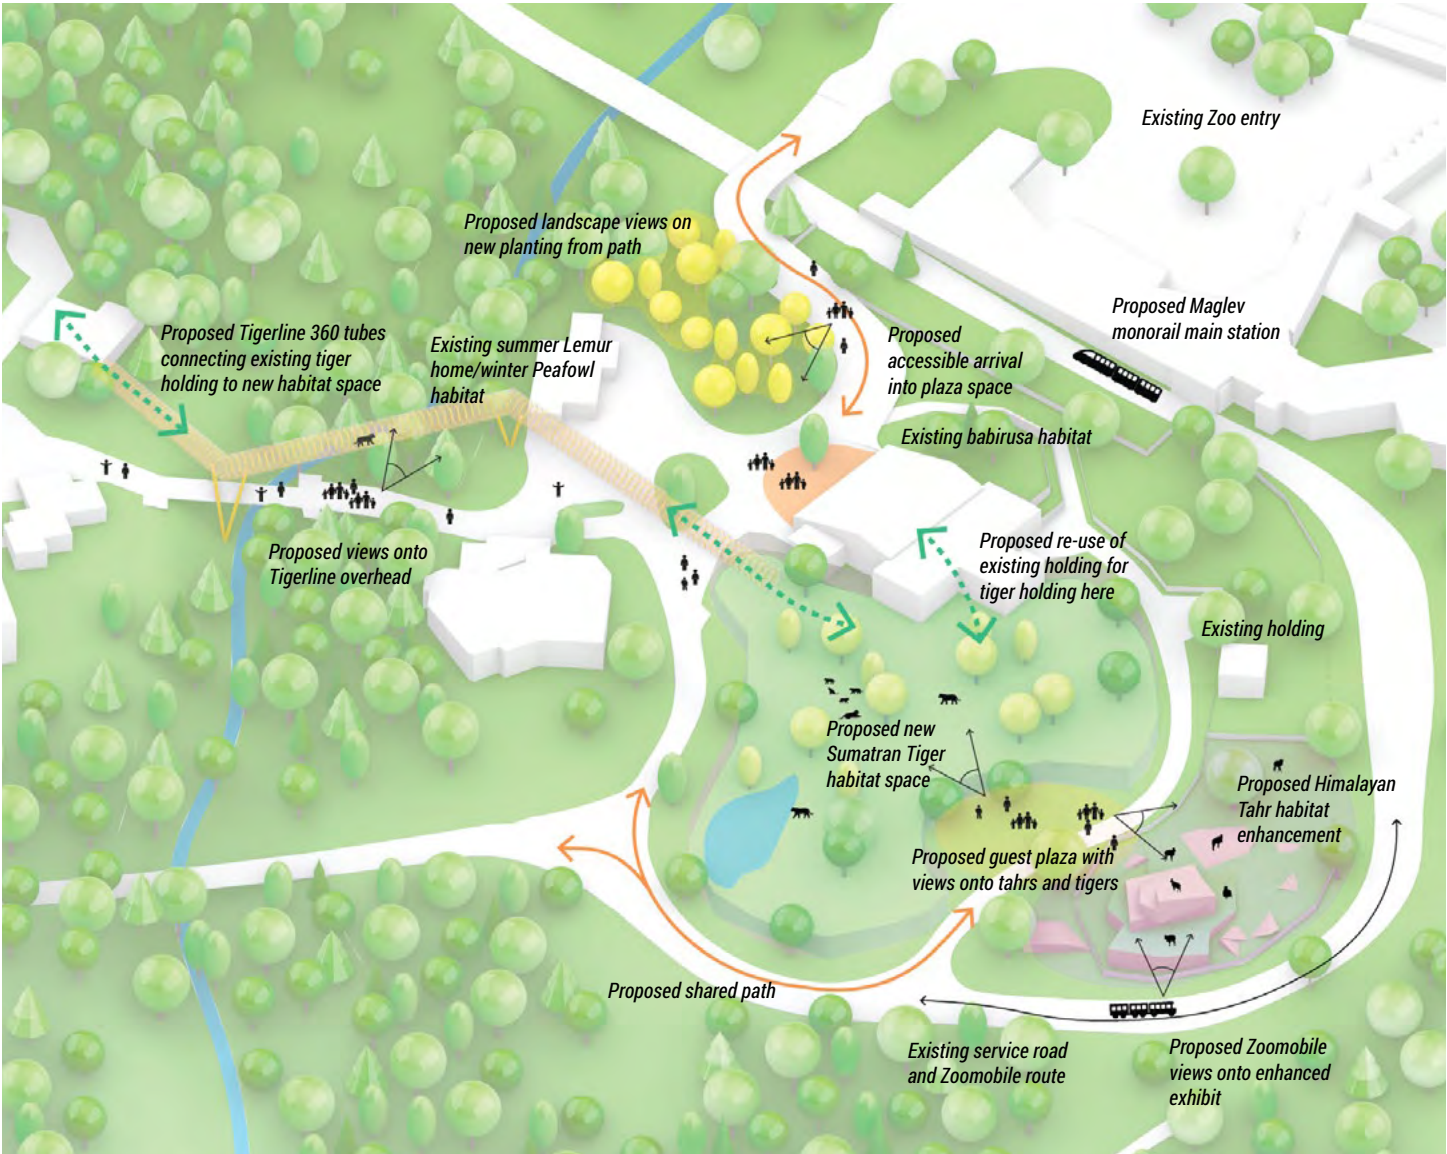 Existing Zoo entry
Proposed landscape views on
new planting from path
Proposed Maglev
monorail main station
Proposed Tigerline 360 tubes
connecting existing tiger
holding to new habitat space
Existing summer Lemur
home/winter Peafowl
habitat
Proposed
accessible arrival
into plaza space
Existing babirusa habitat
Proposed views onto
Tigerline overhead
Proposed re-use of
existing holding for
tiger holding here
Existing holding
Proposed new
Sumatran Tiger
habitat space
Proposed Himalayan
Tahr habitat
enhancement
Proposed guest plaza with
views onto tahrs and tigers
Proposed shared path
Existing service road
and Zoomobile route
Proposed Zoomobile
views onto enhanced
exhibit